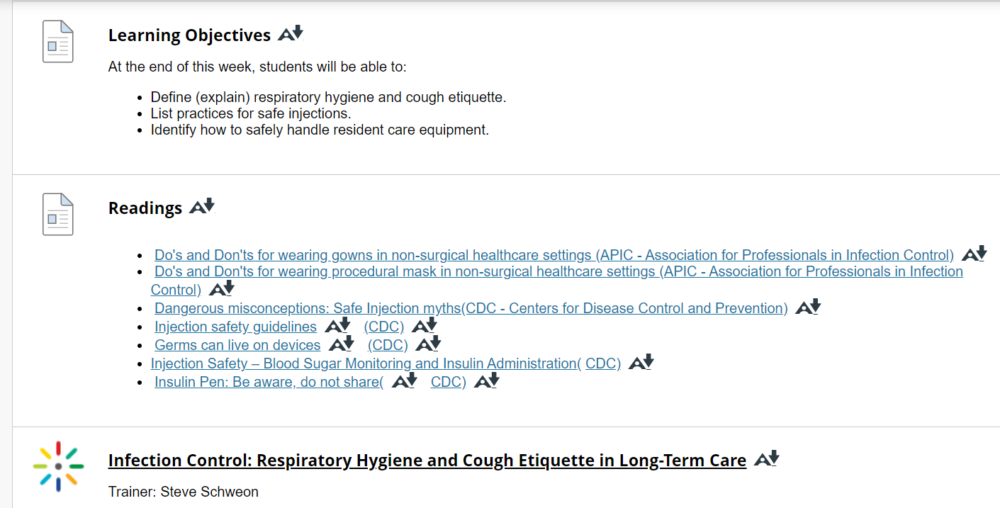 Learning Objectives
At the end of this week, students will be able to:
• Define (explain) respiratory hygiene and cough etiquette.
• List practices for safe injections.
• Identify how to safely handle resident care equipment.
Readings
• Do's and Don'ts for wearing gowns in non-surgical healthcare settings (APIC - Association for Professionals in Infection Control)
• Do's and Don'ts for wearing procedural mask in non-surgical healthcare settings (APIC - Association for Professionals in Infection
Control)
• Dangerous misconceptions: Safe Injection myths(CDC - Centers for Disease Control and Prevention)
• Injection safety guidelines (CDC)
• Germs can live on devices (CDC)
• Injection Safety – Blood Sugar Monitoring and Insulin Administration( CDC)
• Insulin Pen: Be aware, do not share( CDC)
Infection Control: Respiratory Hygiene and Cough Etiquette in Long-Term Care
Trainer: Steve Schweon